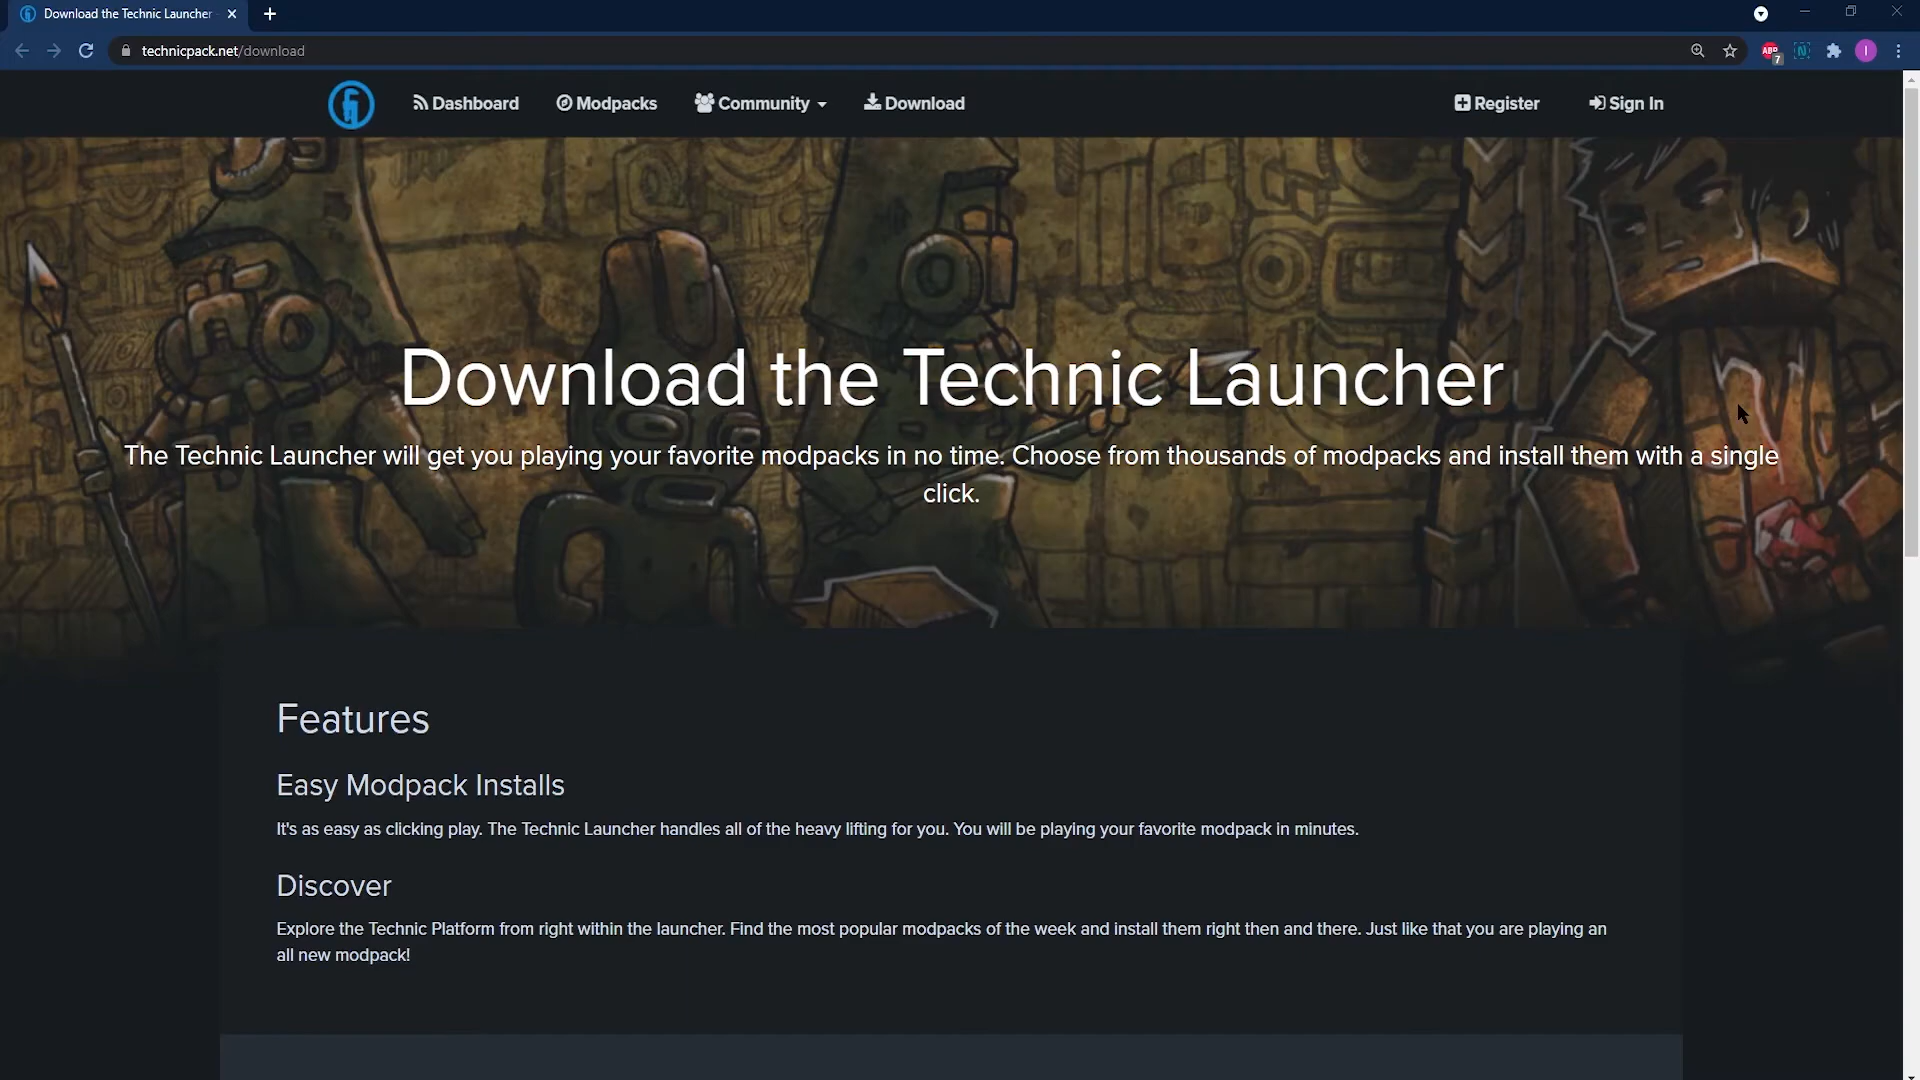 Download the Technic Launcher
technicpack.net/download
ABP
7
N
I
Dashboard
Modpacks
Community
Download
Register
Sign In
Download the Technic Launcher
The Technic Launcher will get you playing your favorite modpacks in no time. Choose from thousands of modpacks and install them with a single
click.
Features
Easy Modpack Installs
It's as easy as clicking play. The Technic Launcher handles all of the heavy lifting for you. You will be playing your favorite modpack in minutes.
Discover
Explore the Technic Platform from right within the launcher. Find the most popular modpacks of the week and install them right then and there. Just like that you are playing an
all new modpack!